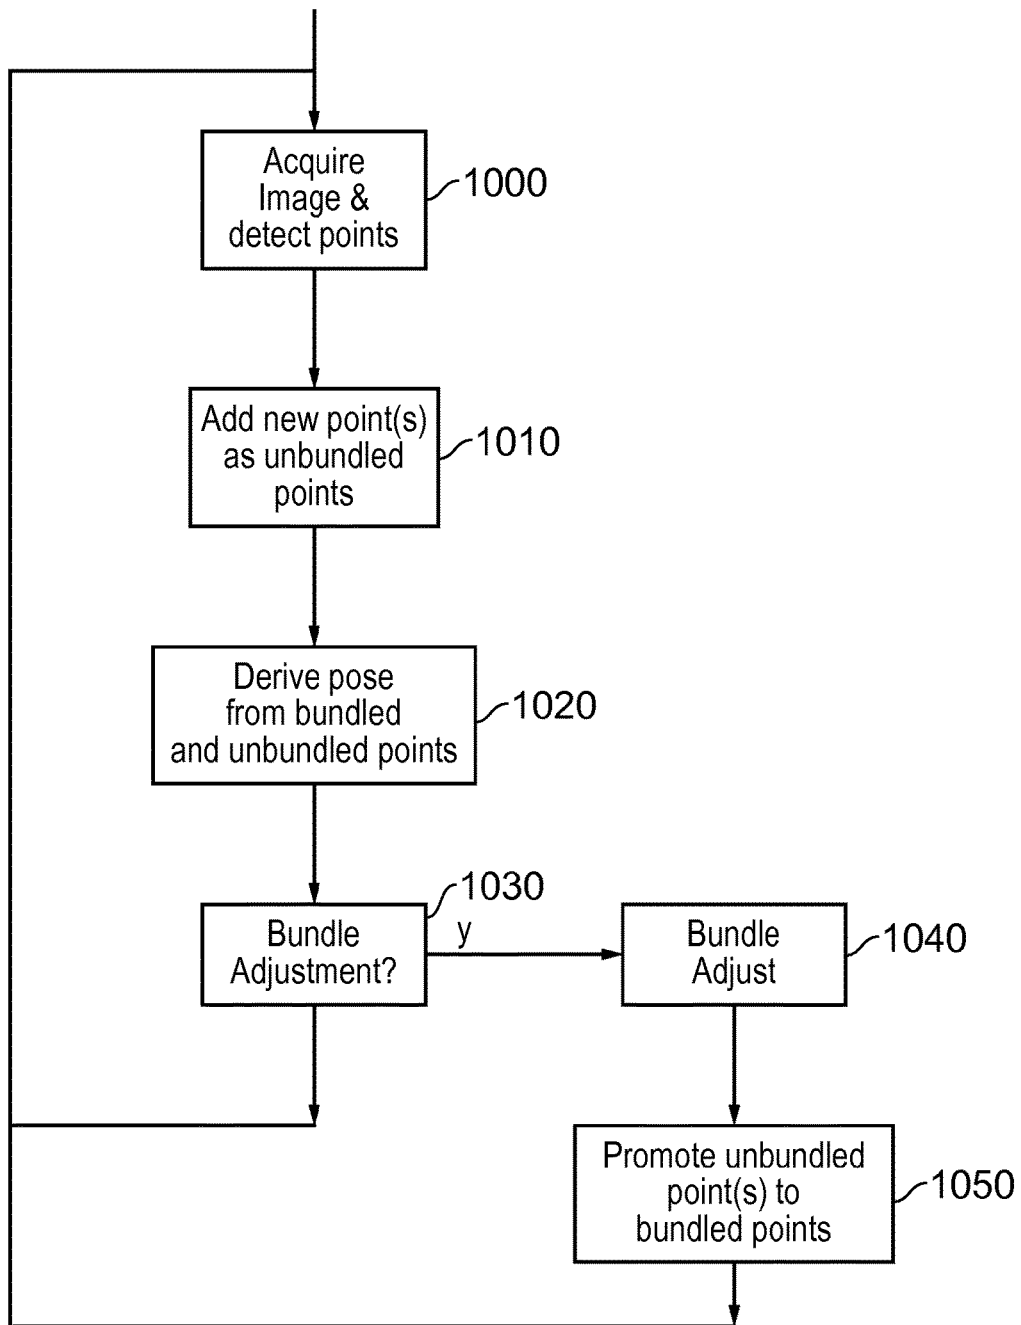 Acquire
Image &
detect points
1000
Add new point(s)
as unbundled
points
1010
Derive pose
from bundled
and unbundled points
1020
Bundle
Adjustment?
1030
y
Bundle
Adjust
1040
Promote unbundled
point(s) to
bundled points
1050